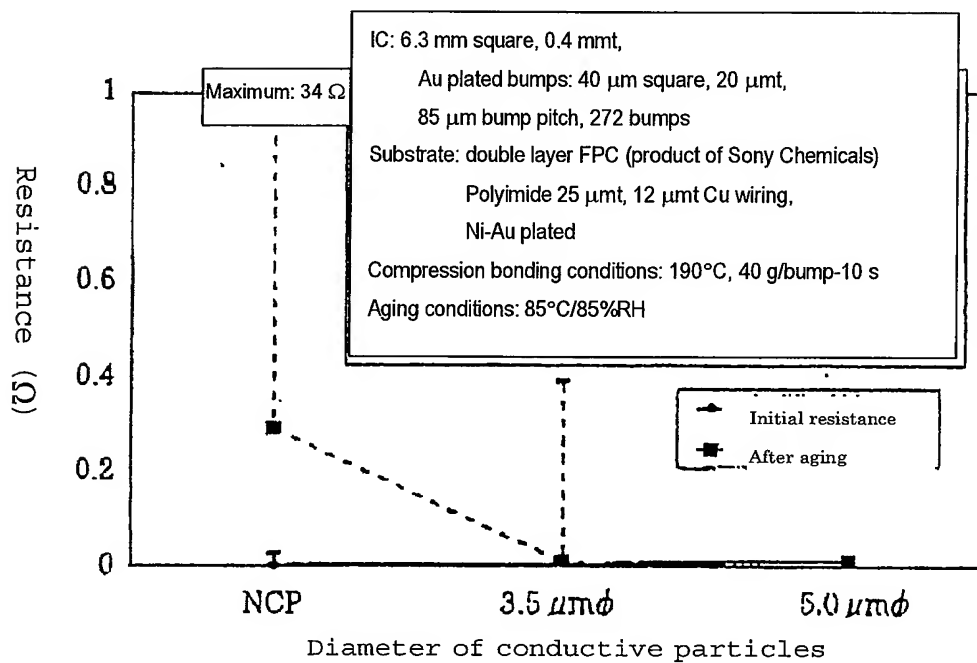 IC: 6.3 mm square, 0.4 mmt,
Au plated bumps: 40 μm square, 20 μmt,
85 μm bump pitch, 272 bumps
Substrate: double layer FPC (product of Sony Chemicals)
Polyimide 25 μmt, 12 μmt Cu wiring,
Ni-Au plated
Compression bonding conditions: 190°C, 40 g/bump-10 s
Aging conditions: 85°C/85%RH
Maximum: 34 Ω
Resistance (Ω)
1
0.8
0.6
0.4
0.2
0
Initial resistance
After aging
NCP
3.5 μmϕ
5.0 μmϕ
Diameter of conductive particles